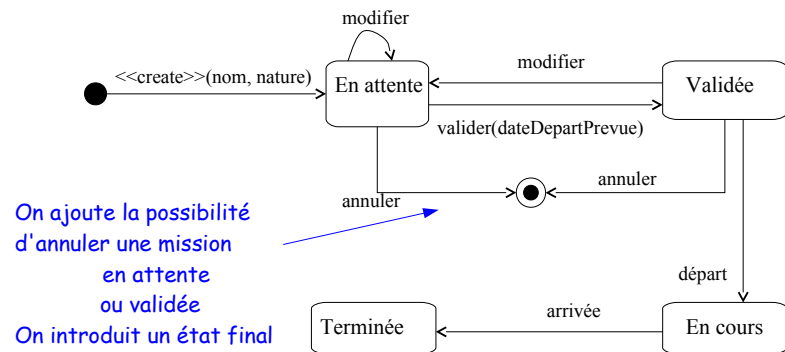 modifier
<<create>>(nom, nature)
En attente
modifier
Validée
valider(dateDepartPrevue)
annuler
annuler
On ajoute la possibilité
d'annuler une mission
en attente
ou validée
On introduit un état final
départ
Terminée
arrivée
En cours